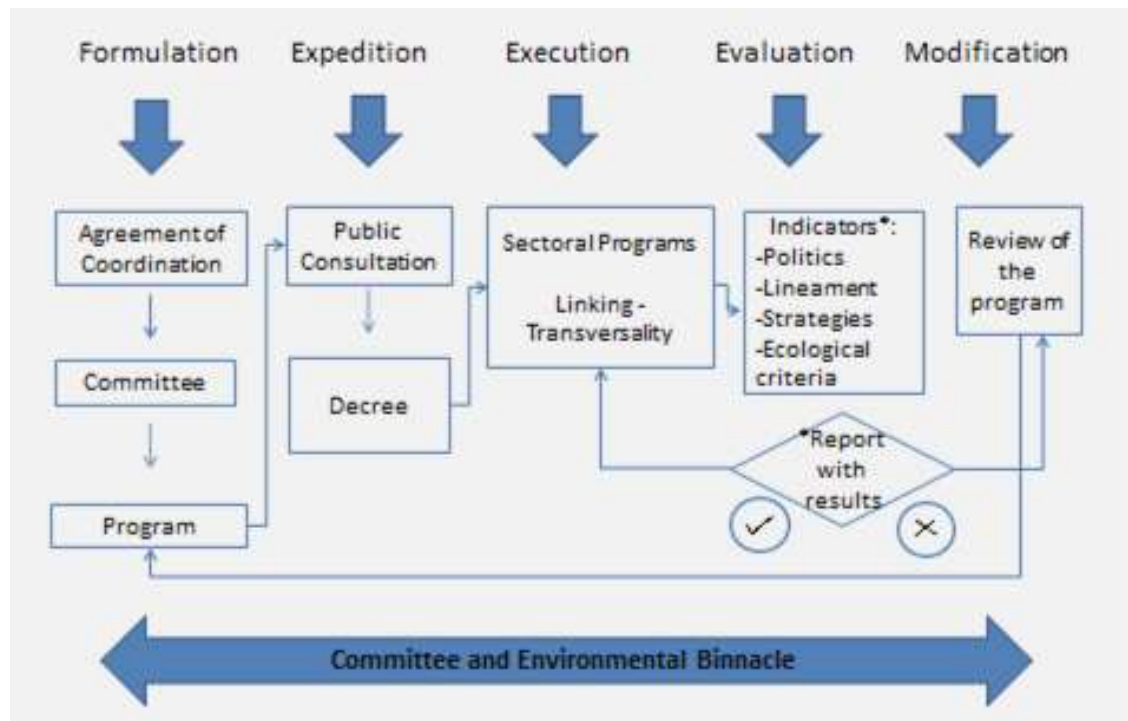 Formulation
Expedition
Execution
Evaluation
Modification
Agreement of
Coordination
Committee
Program
Public
Consultation
Decree
Sectoral Programs
Linking -
Transversality
Indicators*:
-Politics
-Lineament
-Strategies
-Ecological
criteria
*Report
with
results
Review of
the
program
Committee and Environmental Binnacle